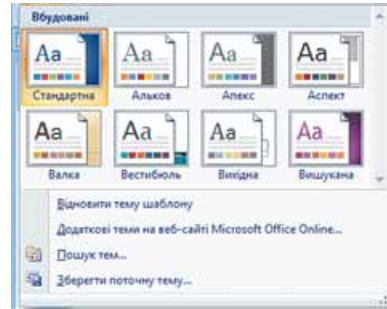 Вбудовані
Aa Aa Aa Aa
Стандартна Альков Апекс Аспект
Aa Aa Aa Aa
Валка Вестибюль Вихідна Вишукана
Відновити тему шаблону
Додаткові теми на веб-сайті Microsoft Office Online...
Пошук тем...
Зберегти поточну тему...